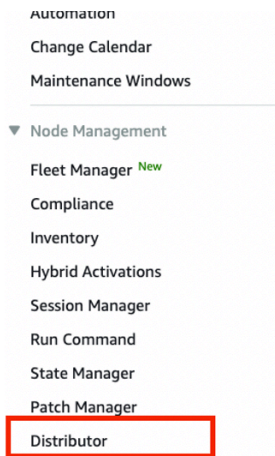 Automation
Change Calendar
Maintenance Windows
Node Management
Fleet Manager New
Compliance
Inventory
Hybrid Activations
Session Manager
Run Command
State Manager
Patch Manager
Distributor